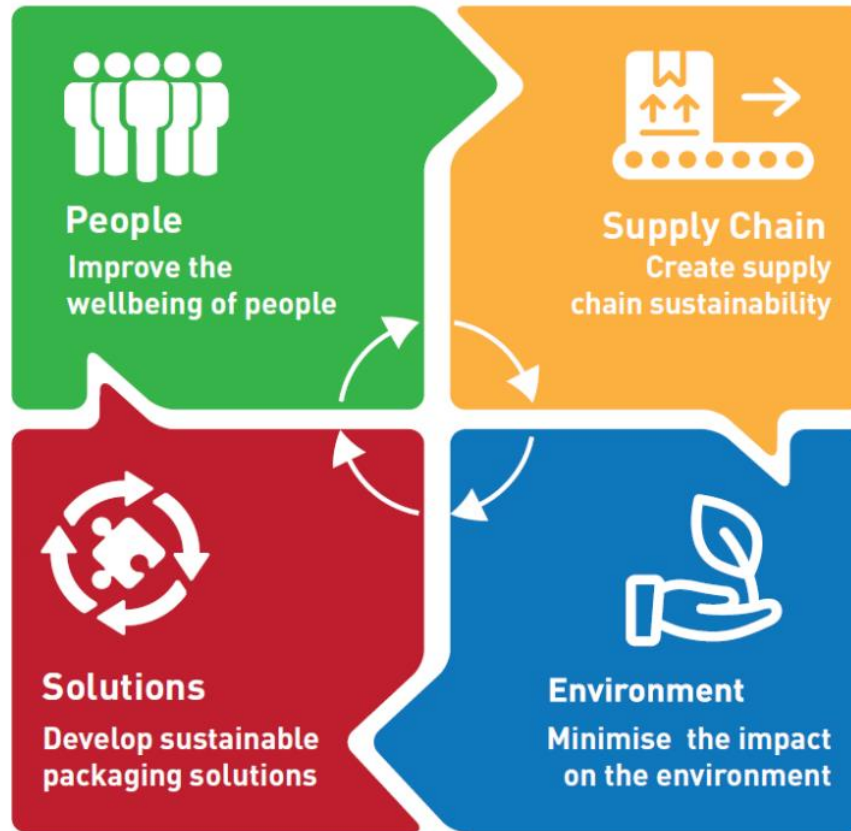 People
Improve the
wellbeing of people
Supply Chain
Create supply
chain sustainability
Solutions
Develop sustainable
packaging solutions
Environment
Minimise the impact
on the environment